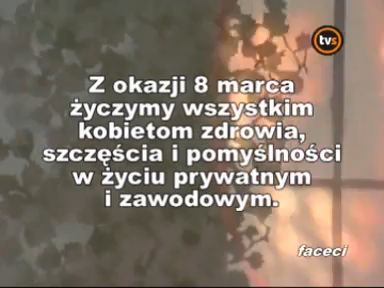 tvs
Z okazji 8 marca
życzymy wszystkim
kobietom zdrowia,
szczęścia i pomyślności
w życiu prywatnym
i zawodowym.
faceci